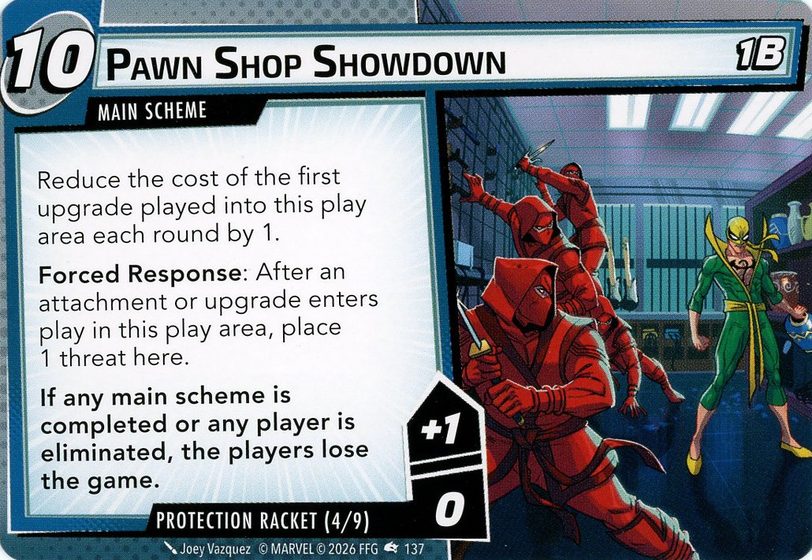 10 PAWN SHOP SHOWDOWN 1B
MAIN SCHEME
Reduce the cost of the first
upgrade played into this play
area each round by 1.
Forced Response: After an
attachment or upgrade enters
play in this play area, place
1 threat here.
If any main scheme is
completed or any player is
eliminated, the players lose
the game.
+1
0
PROTECTION RACKET (4/9)
Joey Vazquez © MARVEL © 2026 FFG 137